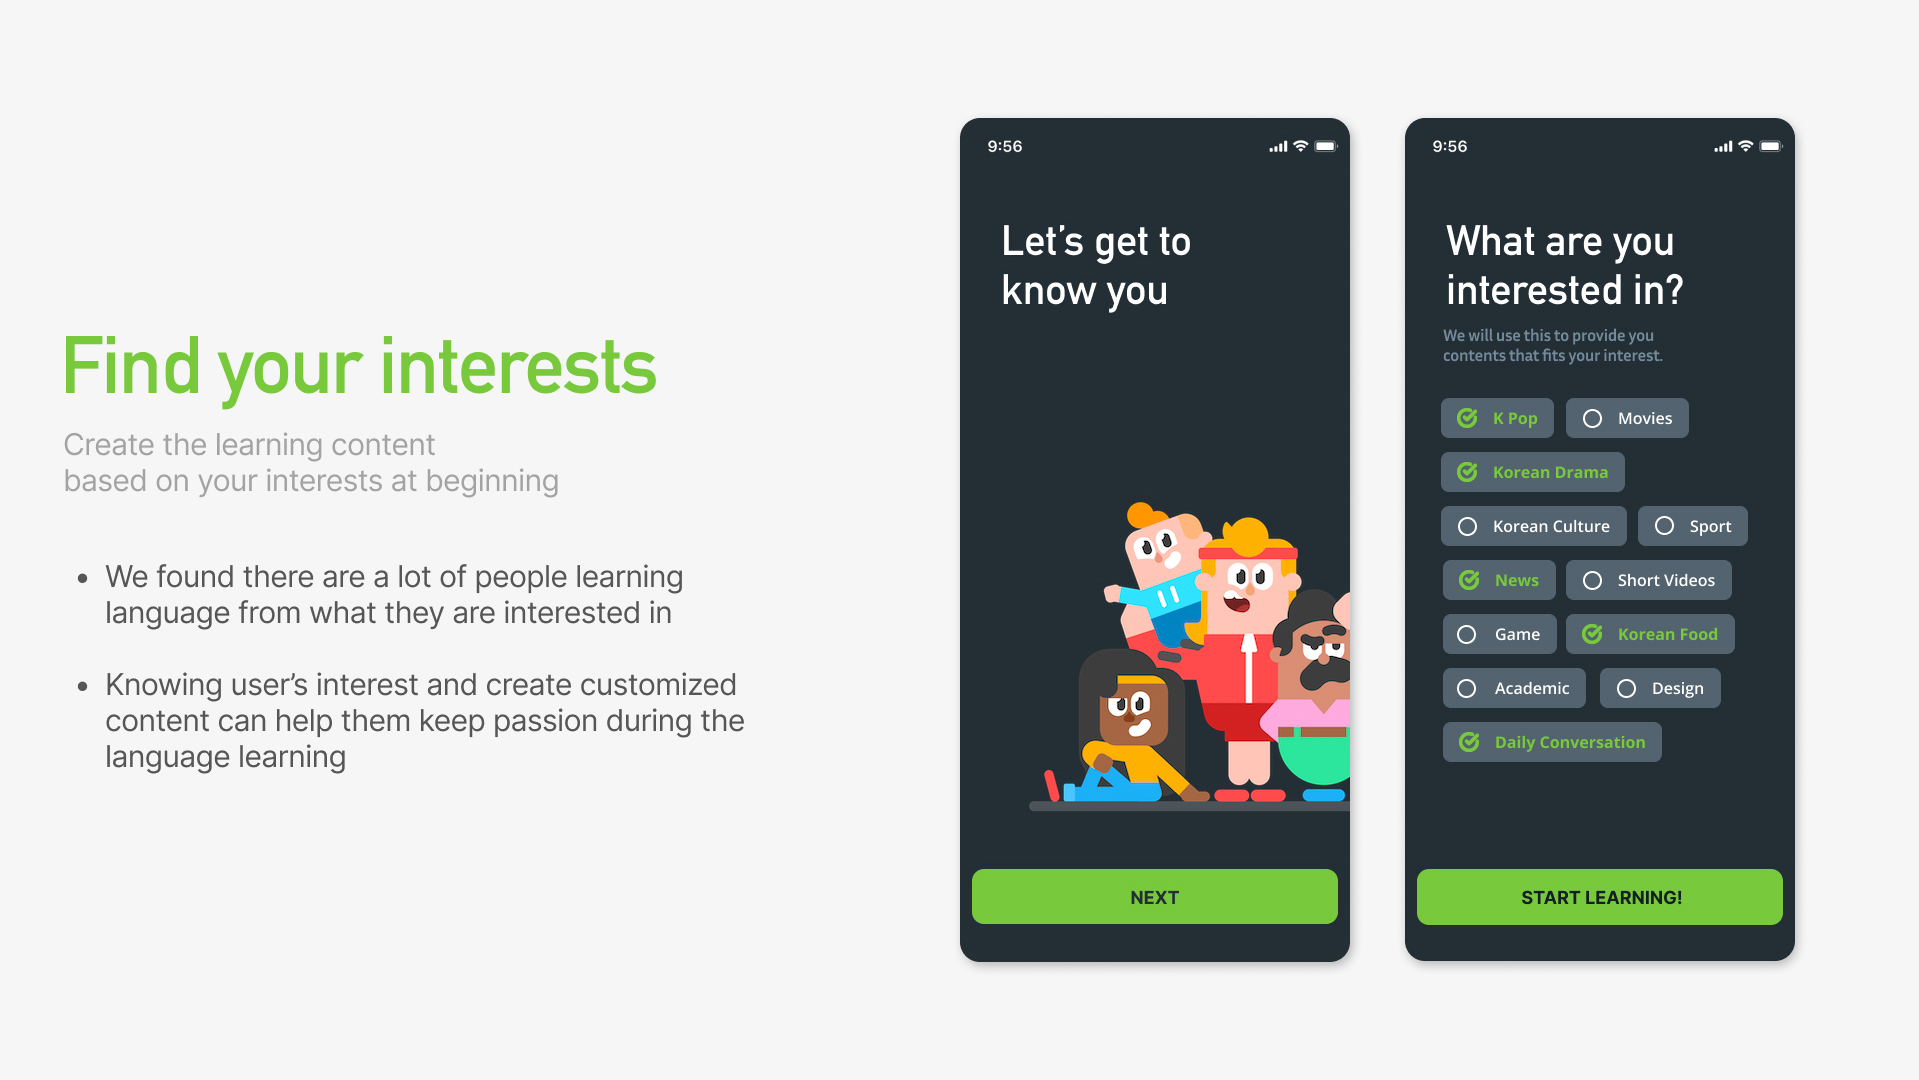 Find your interests
Create the learning content
based on your interests at beginning
• We found there are a lot of people learning
language from what they are interested in
• Knowing user’s interest and create customized
content can help them keep passion during the
language learning
9:56
Let’s get to
know you
NEXT
9:56
What are you
interested in?
We will use this to provide you
contents that fits your interest.
K Pop
Movies
Korean Drama
Korean Culture
Sport
News
Short Videos
Game
Korean Food
Academic
Design
Daily Conversation
START LEARNING!